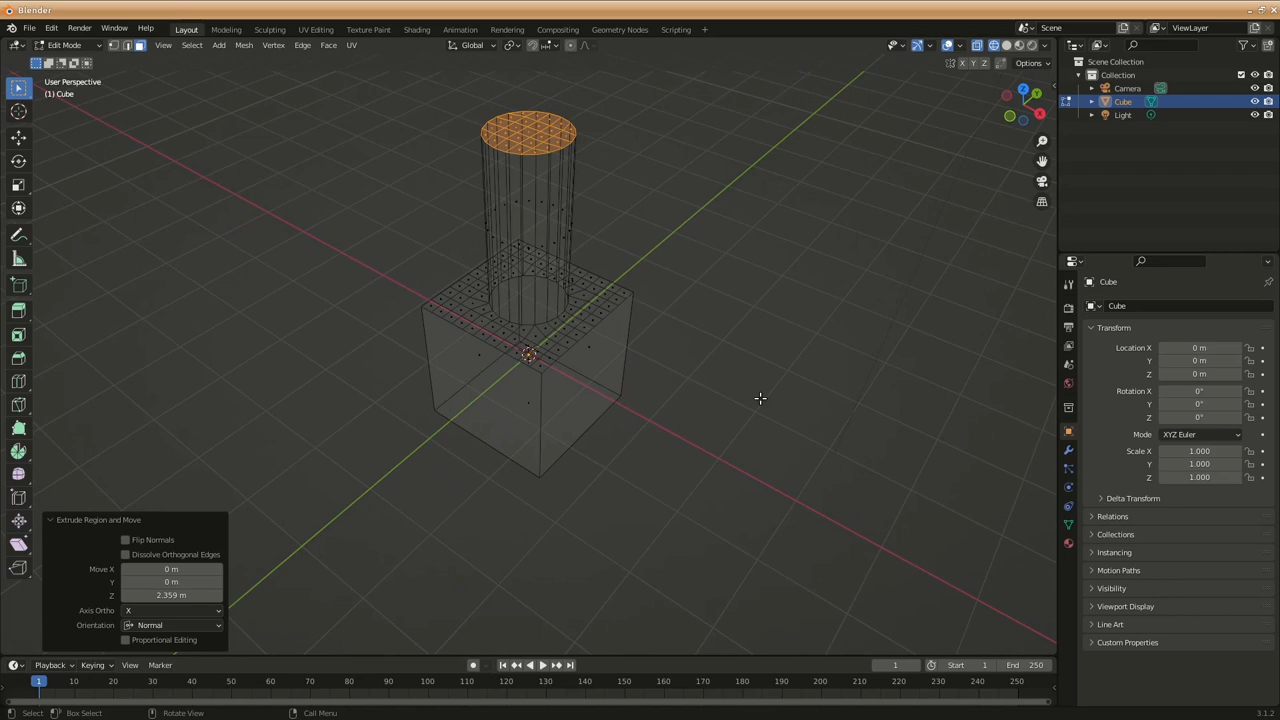 Blender
File Edit Render Window Help Layout Modeling Sculpting UV Editing Texture Paint Shading Animation Rendering Compositing Geometry Nodes Scripting + Scene ViewLayer
Edit Mode View Select Add Mesh Vertex Edge Face UV Global
X Y Z Options
User Perspective
(1) Cube
Scene Collection
Collection
Camera
Cube
Light
Z
Y
X
Cube
Cube
Transform
Location X 0 m
Y 0 m
Z 0 m
Rotation X 0°
Y 0°
Z 0°
Mode XYZ Euler
Scale X 1.000
Y 1.000
Z 1.000
Delta Transform
Relations
Collections
Instancing
Motion Paths
Visibility
Viewport Display
Line Art
Custom Properties
Extrude Region and Move
Flip Normals
Dissolve Orthogonal Edges
Move X 0 m
Y 0 m
Z 2.359 m
Axis Ortho X
Orientation Normal
Proportional Editing
Playback Keying View Marker 1 Start 1 End 250
1 10 20 30 40 50 60 70 80 90 100 110 120 130 140 150 160 170 180 190 200 210 220 230 240 250
Select Box Select Rotate View Call Menu 3.1.2